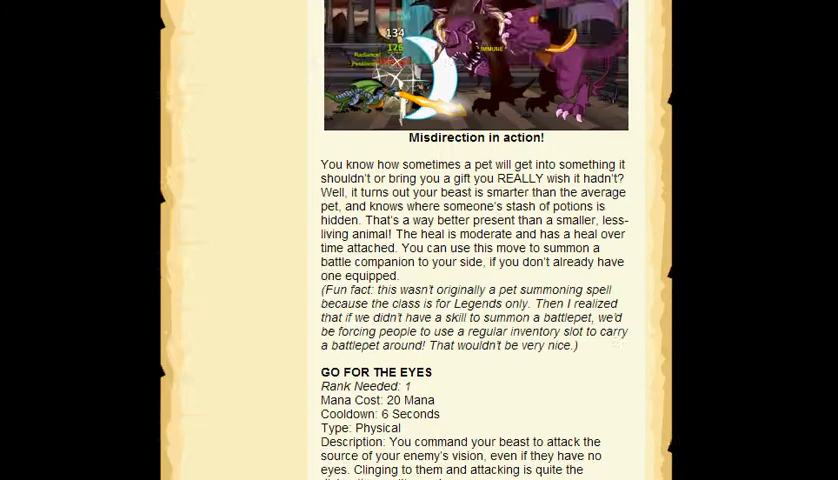 134
126
IMMUNE
Misdirection in action!
You know how sometimes a pet will get into something it
shouldn't or bring you a gift you REALLY wish it hadn't?
Well, it turns out your beast is smarter than the average
pet, and knows where someone's stash of potions is
hidden. That's a way better present than a smaller, less-
living animal! The heal is moderate and has a heal over
time attached. You can use this move to summon a
battle companion to your side, if you don't already have
one equipped.
(Fun fact: this wasn't originally a pet summoning spell
because the class is for Legends only. Then I realized
that if we didn't have a skill to summon a battlepet, we'd
be forcing people to use a regular inventory slot to carry
a battlepet around! That wouldn't be very nice.)
GO FOR THE EYES
Rank Needed: 1
Mana Cost: 20 Mana
Cooldown: 6 Seconds
Type: Physical
Description: You command your beast to attack the
source of your enemy's vision, even if they have no
eyes. Clinging to them and attacking is quite the